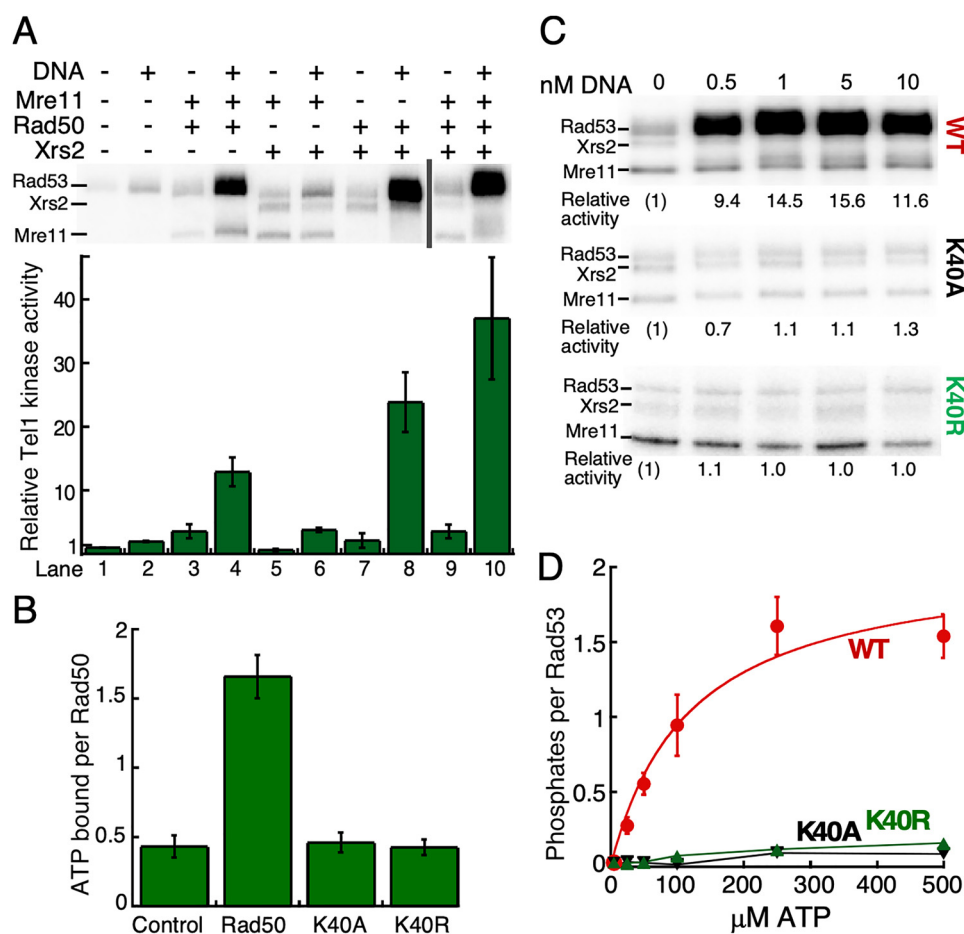 A
DNA - + - + - + - + - +
Mre11 - - + + + + - - + +
Rad50 - - + + - - + + + +
Xrs2 - - - - + + + + + +
Rad53
Xrs2
Mre11
Relative Tel1 kinase activity
40
30
20
10
1
Lane 1 2 3 4 5 6 7 8 9 10
B
ATP bound per Rad50
2
1.5
1
0.5
0
Control Rad50 K40A K40R
C
nM DNA 0 0.5 1 5 10
Rad53
Xrs2
Mre11
WT
Relative activity (1) 9.4 14.5 15.6 11.6
Rad53
Xrs2
Mre11
K40A
Relative activity (1) 0.7 1.1 1.1 1.3
Rad53
Xrs2
Mre11
K40R
Relative activity (1) 1.1 1.0 1.0 1.0
D
Phosphates per Rad53
2
1.5
1
0.5
0
WT
K40A
K40R
0 100 200 300 400 500
μM ATP